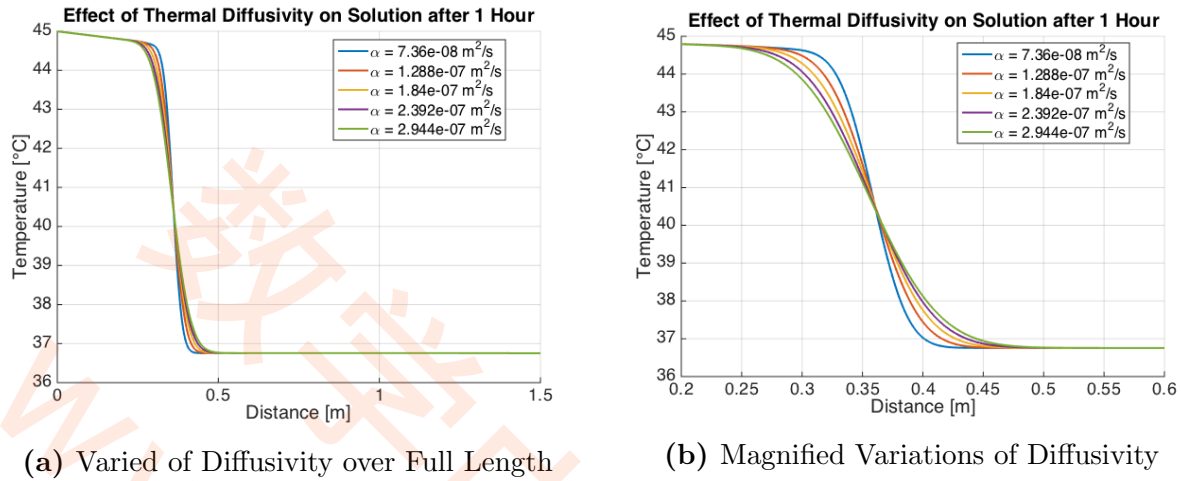 Effect of Thermal Diffusivity on Solution after 1 Hour
45
44
43
42
41
40
39
38
37
36
Temperature [°C]
α = 7.36e-08 m²/s
α = 1.288e-07 m²/s
α = 1.84e-07 m²/s
α = 2.392e-07 m²/s
α = 2.944e-07 m²/s
0 0.5 1 1.5
Distance [m]
(a) Varied of Diffusivity over Full Length
Effect of Thermal Diffusivity on Solution after 1 Hour
45
44
43
42
41
40
39
38
37
36
Temperature [°C]
α = 7.36e-08 m²/s
α = 1.288e-07 m²/s
α = 1.84e-07 m²/s
α = 2.392e-07 m²/s
α = 2.944e-07 m²/s
0.2 0.25 0.3 0.35 0.4 0.45 0.5 0.55 0.6
Distance [m]
(b) Magnified Variations of Diffusivity
数学